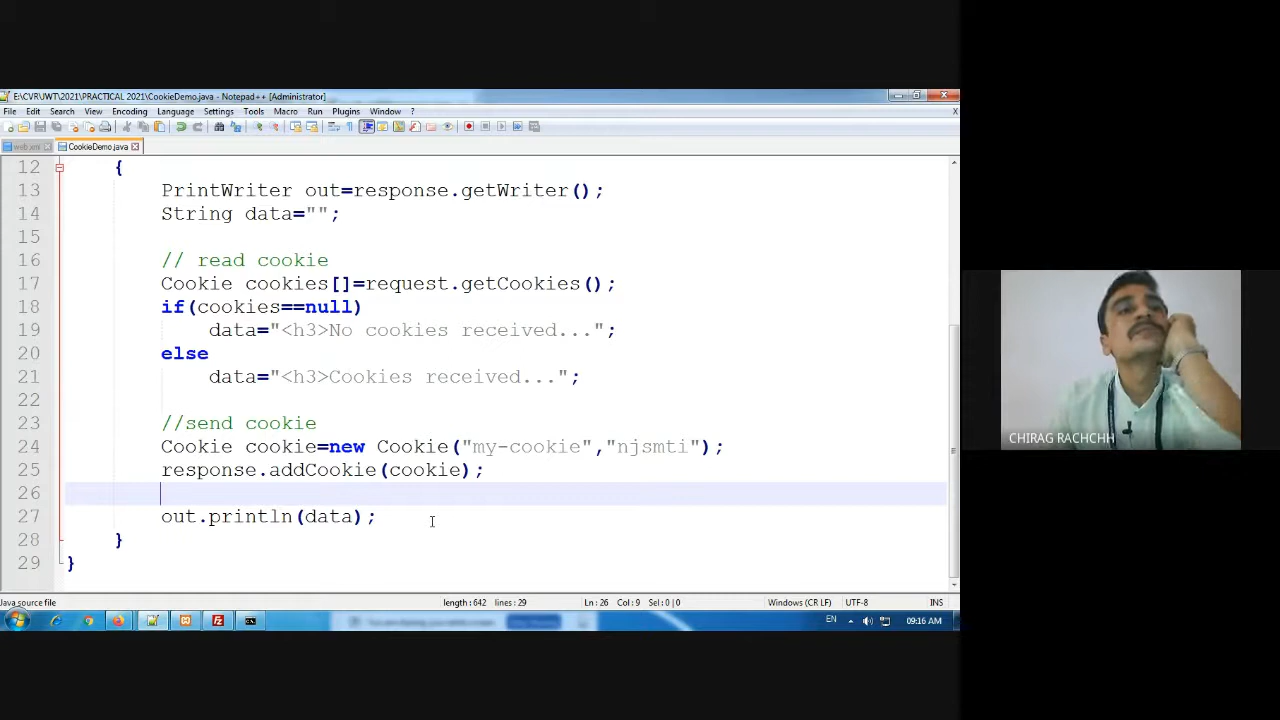 E:\CVR\JWT\2021\PRACTICAL 2021\CookieDemo.java - Notepad++ [Administrator]
File Edit Search View Encoding Language Settings Tools Macro Run Plugins Window ? X
web.xml CookieDemo.java
12 {
13 PrintWriter out=response.getWriter();
14 String data="";
15
16 // read cookie
17 Cookie cookies[]=request.getCookies();
18 if(cookies==null)
19 data="<h3>No cookies received...";
20 else
21 data="<h3>Cookies received...";
22
23 //send cookie
24 Cookie cookie=new Cookie("my-cookie","njsmti");
25 response.addCookie(cookie);
26
27 out.println(data);
28 }
29 }
CHIRAG RACHCHH
Java source file length:642 lines:29 Ln:26 Col:9 Sel:0|0 Windows (CR LF) UTF-8 INS
EN 09:16 AM